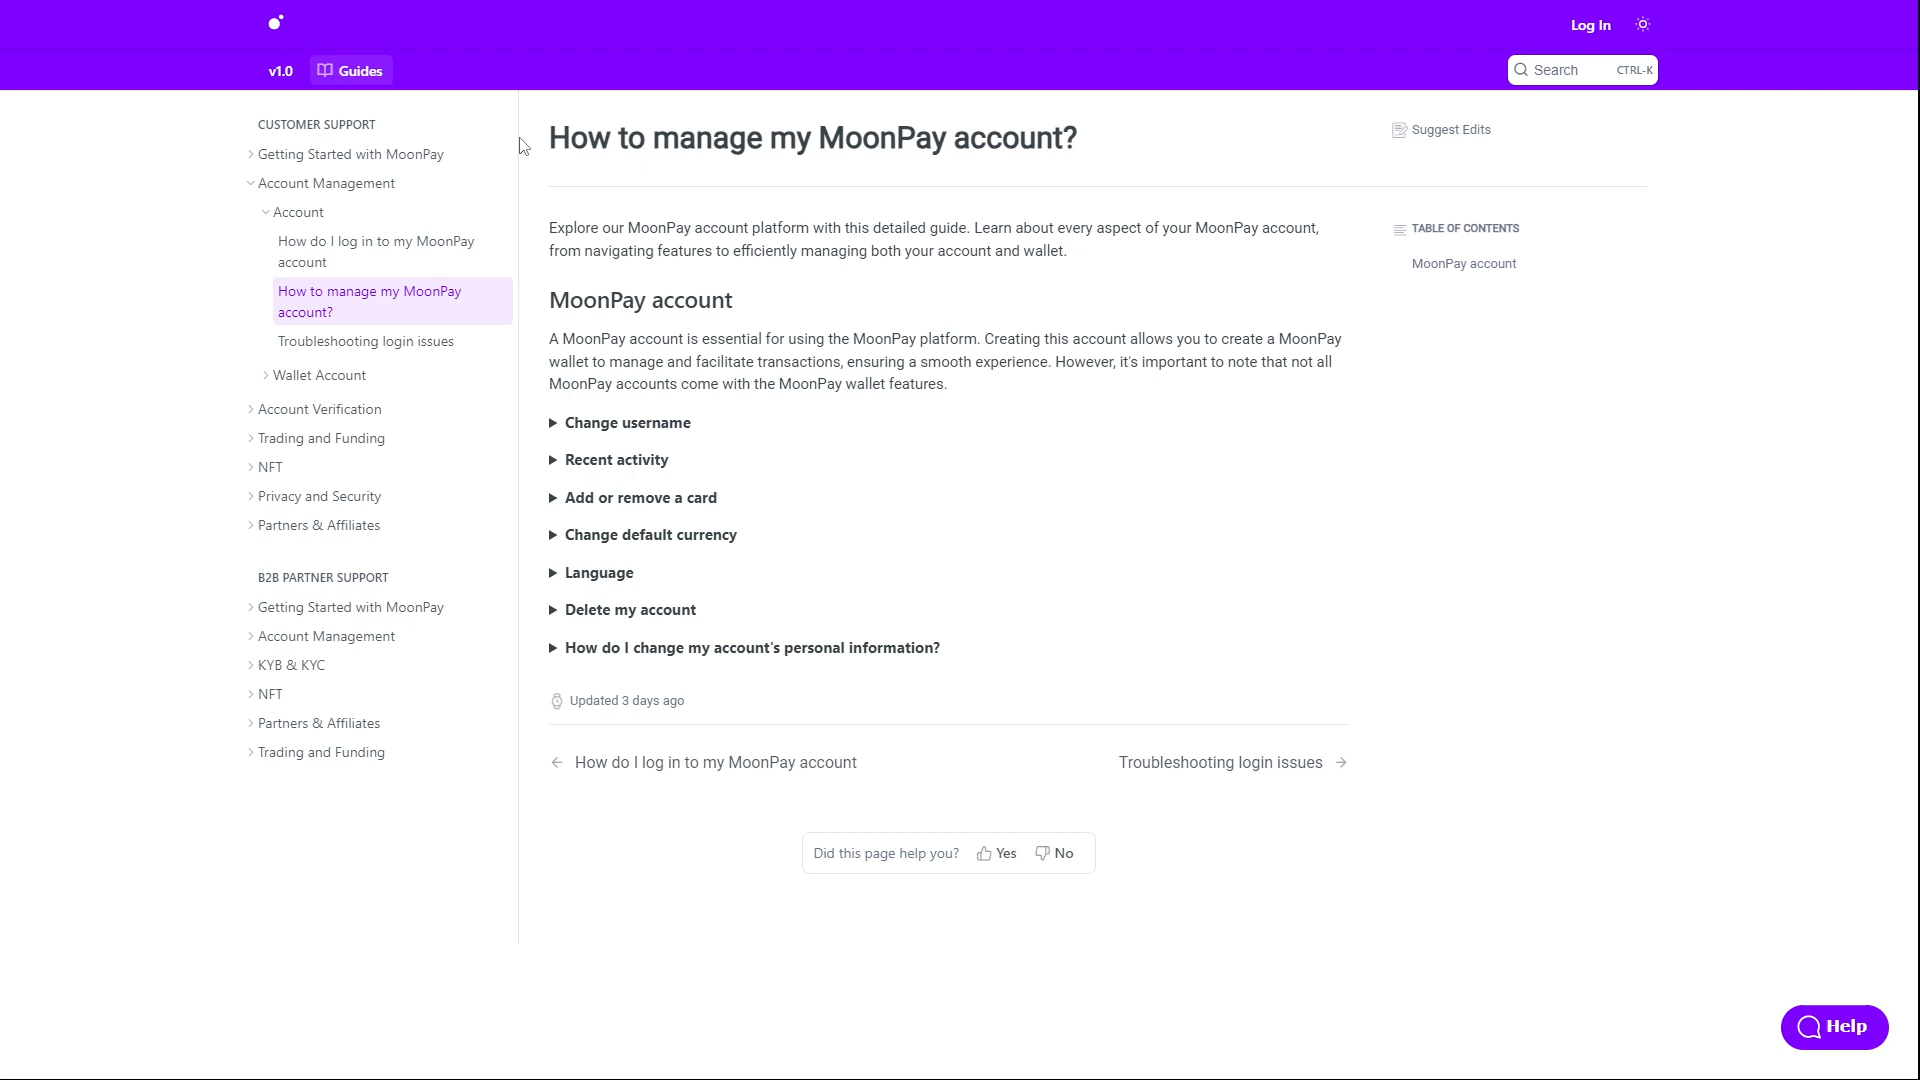 Log In
v1.0
Guides
Search
CTRL-K
CUSTOMER SUPPORT
Getting Started with MoonPay
Account Management
Account
How do I log in to my MoonPay
account
How to manage my MoonPay
account?
Troubleshooting login issues
Wallet Account
Account Verification
Trading and Funding
NFT
Privacy and Security
Partners & Affiliates
B2B PARTNER SUPPORT
Getting Started with MoonPay
Account Management
KYB & KYC
NFT
Partners & Affiliates
Trading and Funding
How to manage my MoonPay account?
Explore our MoonPay account platform with this detailed guide. Learn about every aspect of your MoonPay account,
from navigating features to efficiently managing both your account and wallet.
MoonPay account
A MoonPay account is essential for using the MoonPay platform. Creating this account allows you to create a MoonPay
wallet to manage and facilitate transactions, ensuring a smooth experience. However, it's important to note that not all
MoonPay accounts come with the MoonPay wallet features.
Change username
Recent activity
Add or remove a card
Change default currency
Language
Delete my account
How do I change my account's personal information?
Updated 3 days ago
How do I log in to my MoonPay account
Troubleshooting login issues
Did this page help you?
Yes
No
Suggest Edits
TABLE OF CONTENTS
MoonPay account
Help